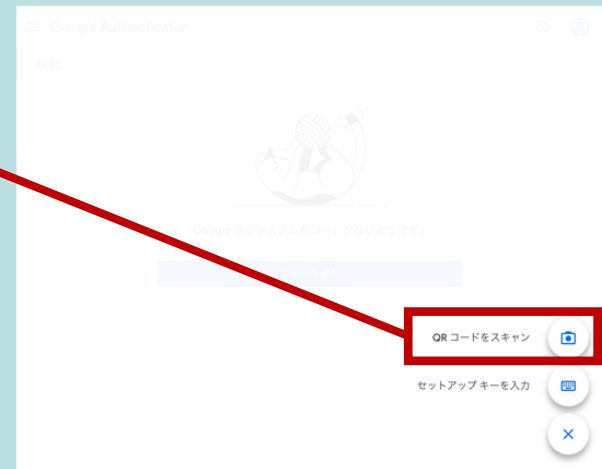 Google Authenticator
検索...
Google 認証システムのコードがないようです。
QR コードをスキャン
セットアップ キーを入力